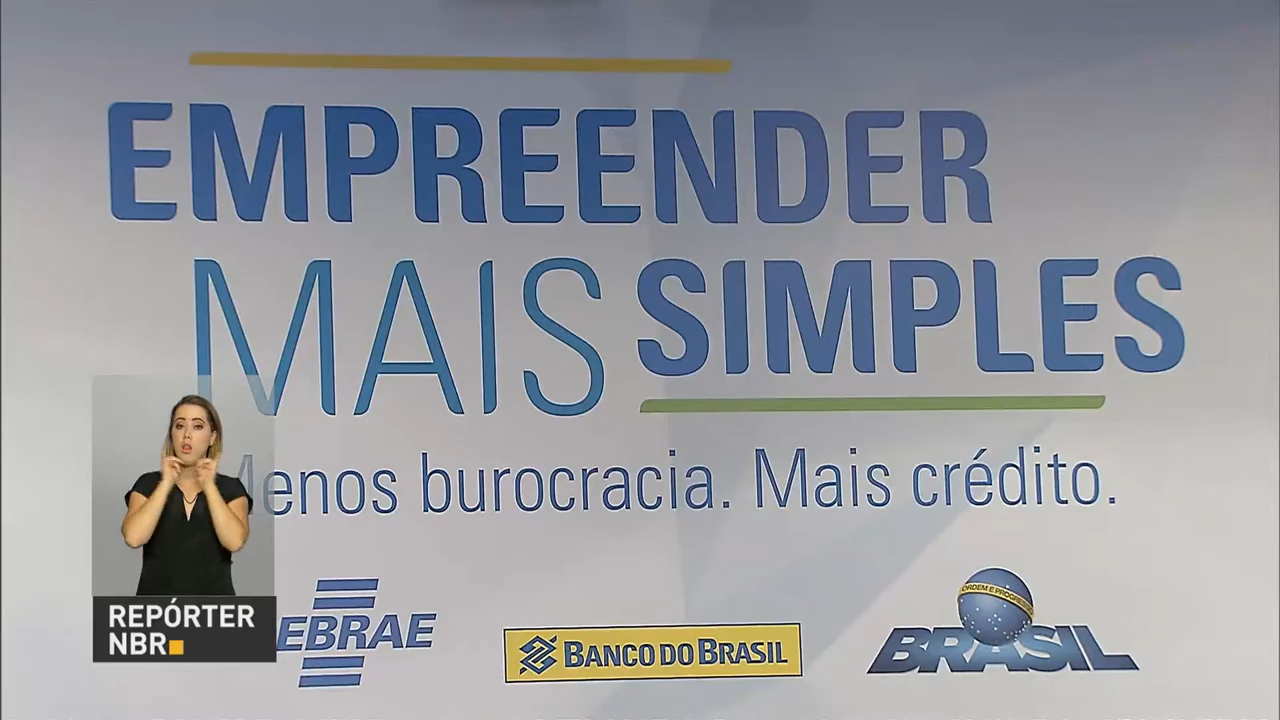 EMPREENDER
MAIS SIMPLES
Menos burocracia. Mais crédito.
EBRAE
BANCO DO BRASIL
ORDEM E PROGRESSO
BRASIL
REPÓRTER
NBR